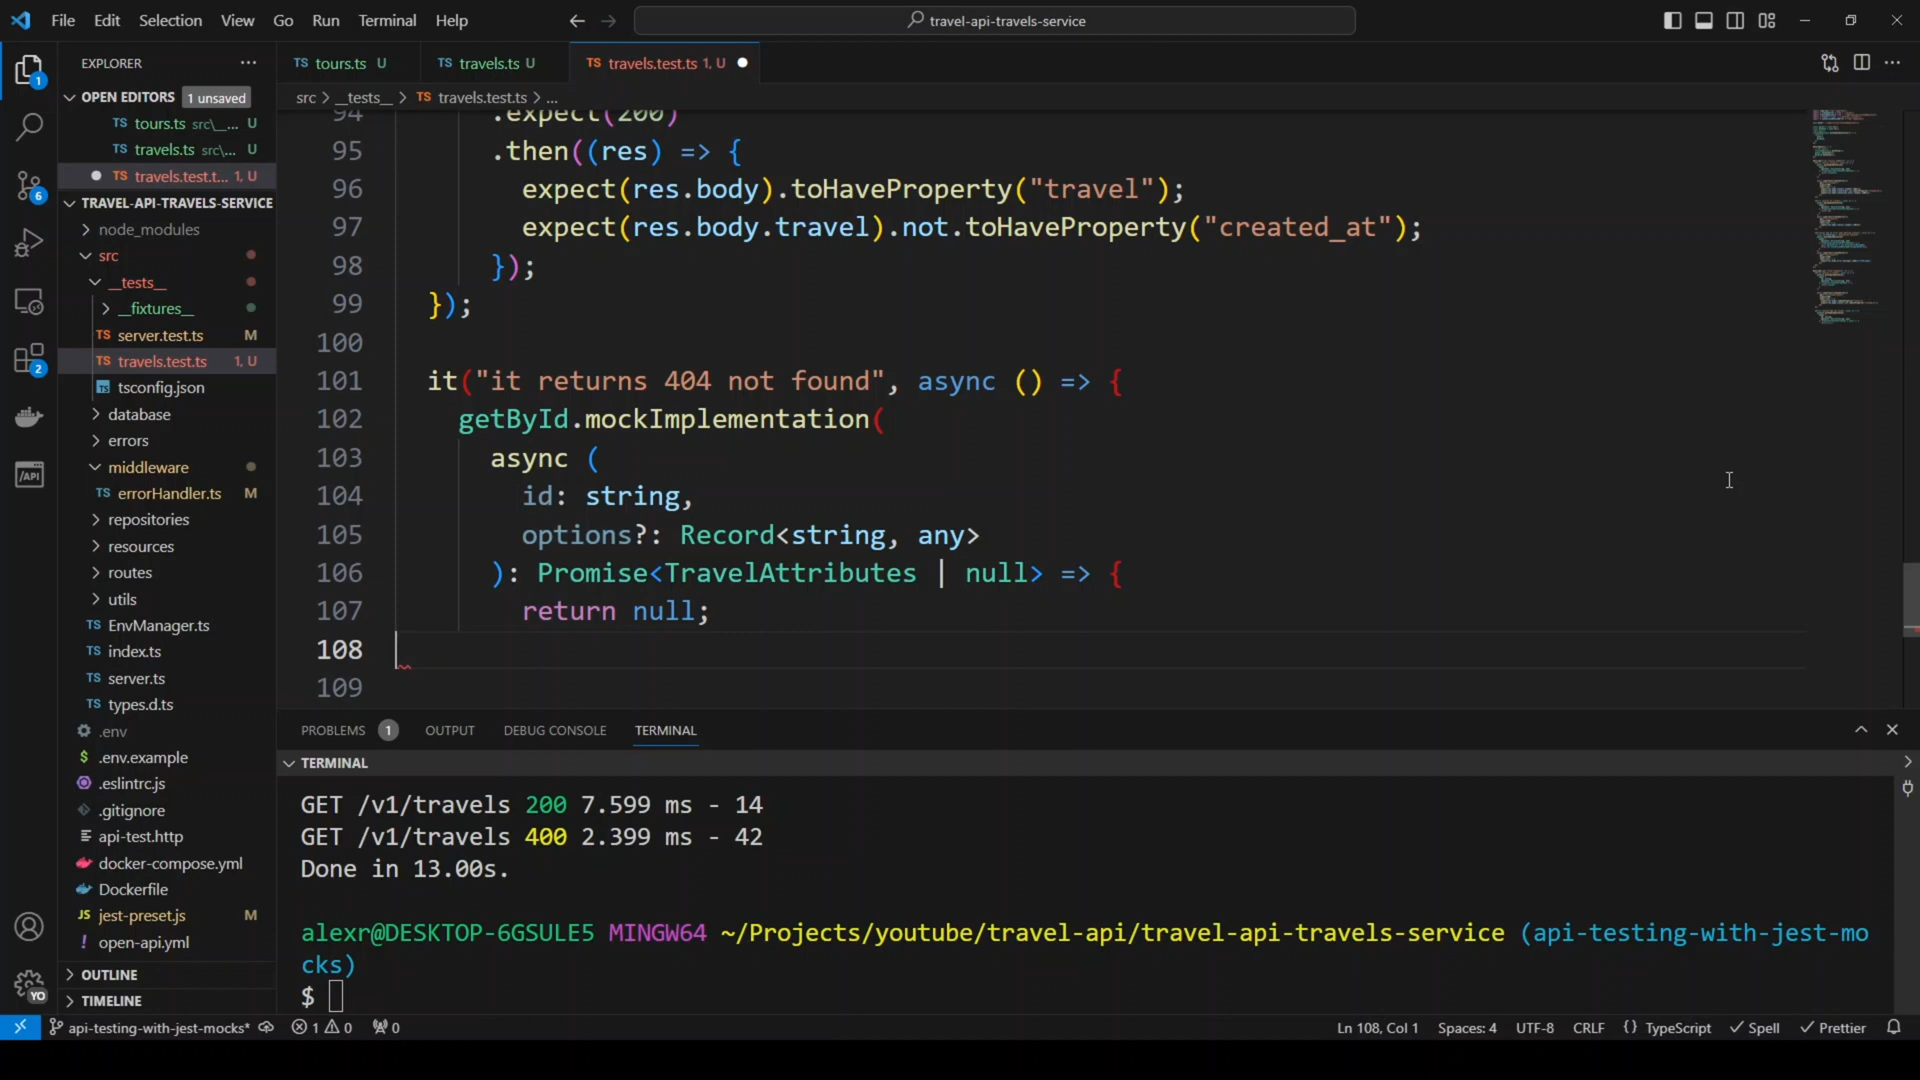 File Edit Selection View Go Run Terminal Help
travel-api-travels-service
EXPLORER
OPEN EDITORS 1 unsaved
TS tours.ts src\__... U
TS travels.ts src\... U
TS travels.test.t... 1, U
TRAVEL-API-TRAVELS-SERVICE
node_modules
src
__tests__
__fixtures__
TS server.test.ts M
TS travels.test.ts 1, U
TS tsconfig.json
database
errors
middleware
TS errorHandler.ts M
repositories
resources
routes
utils
TS EnvManager.ts
TS index.ts
TS server.ts
TS types.d.ts
.env
$ .env.example
.eslintrc.js
.gitignore
api-test.http
docker-compose.yml
Dockerfile
JS jest-preset.js M
! open-api.yml
OUTLINE
TIMELINE
1
6
2
/API
YO
TS tours.ts U
TS travels.ts U
TS travels.test.ts 1, U
src > __tests__ > TS travels.test.ts > ...
94 .expect(200)
95 .then((res) => {
96 expect(res.body).toHaveProperty("travel");
97 expect(res.body.travel).not.toHaveProperty("created_at");
98 });
99 });
100
101 it("it returns 404 not found", async () => {
102 getById.mockImplementation(
103 async (
104 id: string,
105 options?: Record<string, any>
106 ): Promise<TravelAttributes | null> => {
107 return null;
108
109
PROBLEMS 1 OUTPUT DEBUG CONSOLE TERMINAL
TERMINAL
GET /v1/travels 200 7.599 ms - 14
GET /v1/travels 400 2.399 ms - 42
Done in 13.00s.
alexr@DESKTOP-6GSULE5 MINGW64 ~/Projects/youtube/travel-api/travel-api-travels-service (api-testing-with-jest-mo
cks)
$
api-testing-with-jest-mocks* 1 0 0 Ln 108, Col 1 Spaces: 4 UTF-8 CRLF {} TypeScript Spell Prettier